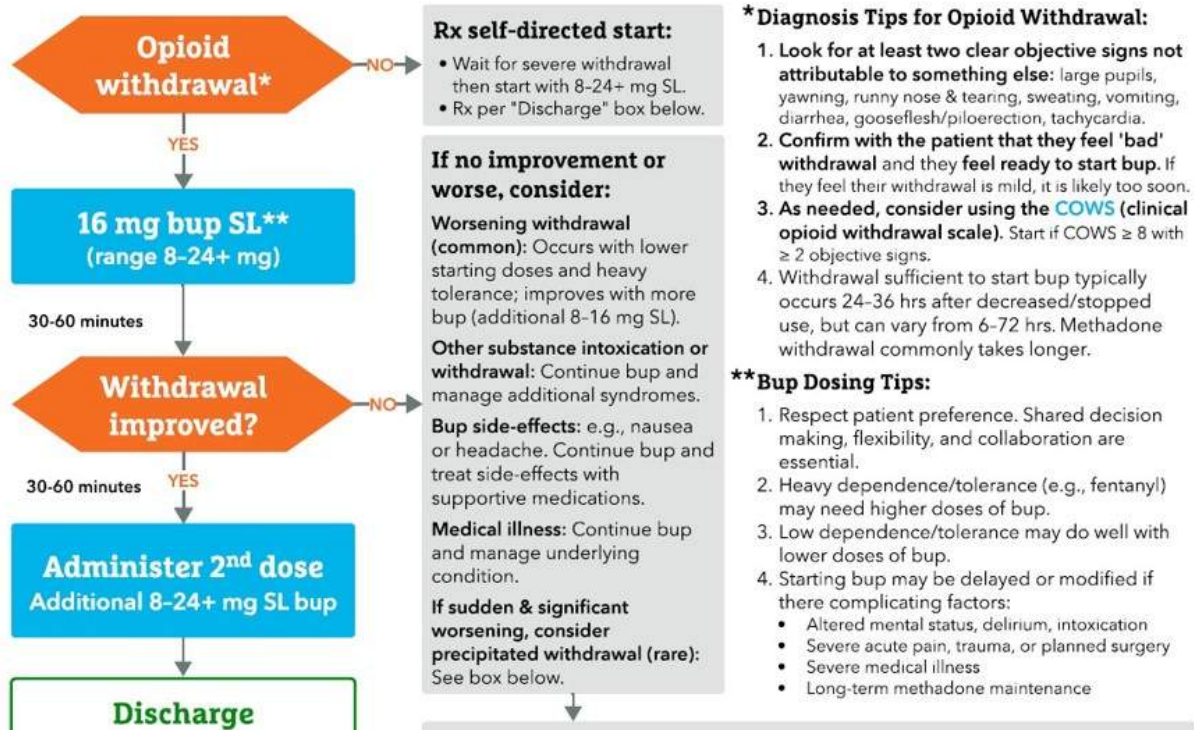 Opioid
withdrawal*
NO
YES
16 mg bup SL**
(range 8–24+ mg)
30-60 minutes
Withdrawal
improved?
NO
YES
30-60 minutes
Administer 2nd dose
Additional 8–24+ mg SL bup
Discharge
Rx self-directed start:
• Wait for severe withdrawal
then start with 8–24+ mg SL.
• Rx per "Discharge" box below.
If no improvement or
worse, consider:
Worsening withdrawal
(common): Occurs with lower
starting doses and heavy
tolerance; improves with more
bup (additional 8–16 mg SL).
Other substance intoxication or
withdrawal: Continue bup and
manage additional syndromes.
Bup side-effects: e.g., nausea
or headache. Continue bup and
treat side-effects with
supportive medications.
Medical illness: Continue bup
and manage underlying
condition.
If sudden & significant
worsening, consider
precipitated withdrawal (rare):
See box below.
*Diagnosis Tips for Opioid Withdrawal:
1. Look for at least two clear objective signs not
attributable to something else: large pupils,
yawning, runny nose & tearing, sweating, vomiting,
diarrhea, gooseflesh/piloerection, tachycardia.
2. Confirm with the patient that they feel 'bad'
withdrawal and they feel ready to start bup. If
they feel their withdrawal is mild, it is likely too soon.
3. As needed, consider using the COWS (clinical
opioid withdrawal scale). Start if COWS ≥ 8 with
≥ 2 objective signs.
4. Withdrawal sufficient to start bup typically
occurs 24–36 hrs after decreased/stopped
use, but can vary from 6–72 hrs. Methadone
withdrawal commonly takes longer.
**Bup Dosing Tips:
1. Respect patient preference. Shared decision
making, flexibility, and collaboration are
essential.
2. Heavy dependence/tolerance (e.g., fentanyl)
may need higher doses of bup.
3. Low dependence/tolerance may do well with
lower doses of bup.
4. Starting bup may be delayed or modified if
there complicating factors:
• Altered mental status, delirium, intoxication
• Severe acute pain, trauma, or planned surgery
• Severe medical illness
• Long-term methadone maintenance